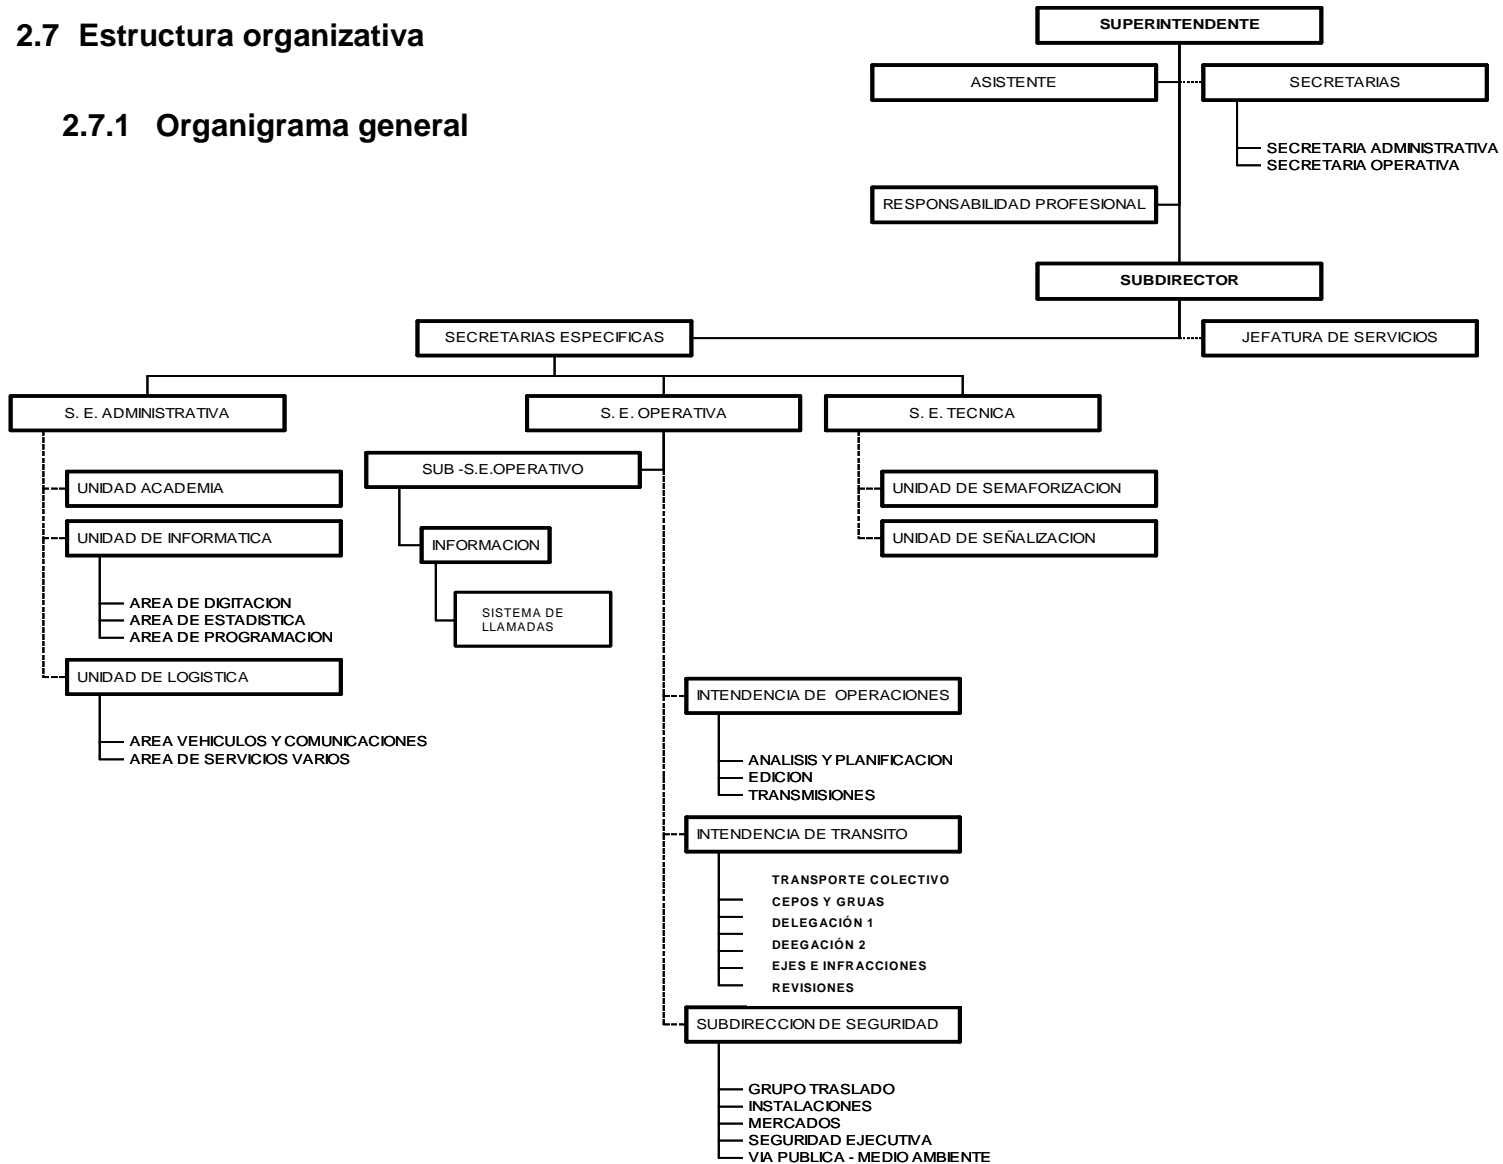 2.7 Estructura organizativa
2.7.1 Organigrama general
SUPERINTENDENTE
ASISTENTE
SECRETARIAS
SECRETARIA ADMINISTRATIVA
SECRETARIA OPERATIVA
RESPONSABILIDAD PROFESIONAL
SUBDIRECTOR
SECRETARIAS ESPECIFICAS
JEFATURA DE SERVICIOS
S. E. ADMINISTRATIVA
S. E. OPERATIVA
S. E. TECNICA
UNIDAD ACADEMIA
UNIDAD DE INFORMATICA
AREA DE DIGITACION
AREA DE ESTADISTICA
AREA DE PROGRAMACION
UNIDAD DE LOGISTICA
AREA VEHICULOS Y COMUNICACIONES
AREA DE SERVICIOS VARIOS
SUB -S.E.OPERATIVO
INFORMACION
SISTEMA DE
LLAMADAS
UNIDAD DE SEMAFORIZACION
UNIDAD DE SEÑALIZACION
INTENDENCIA DE OPERACIONES
ANALISIS Y PLANIFICACION
EDICION
TRANSMISIONES
INTENDENCIA DE TRANSITO
TRANSPORTE COLECTIVO
CEPOS Y GRUAS
DELEGACIÓN 1
DEEGACIÓN 2
EJES E INFRACCIONES
REVISIONES
SUBDIRECCION DE SEGURIDAD
GRUPO TRASLADO
INSTALACIONES
MERCADOS
SEGURIDAD EJECUTIVA
VIA PUBLICA - MEDIO AMBIENTE